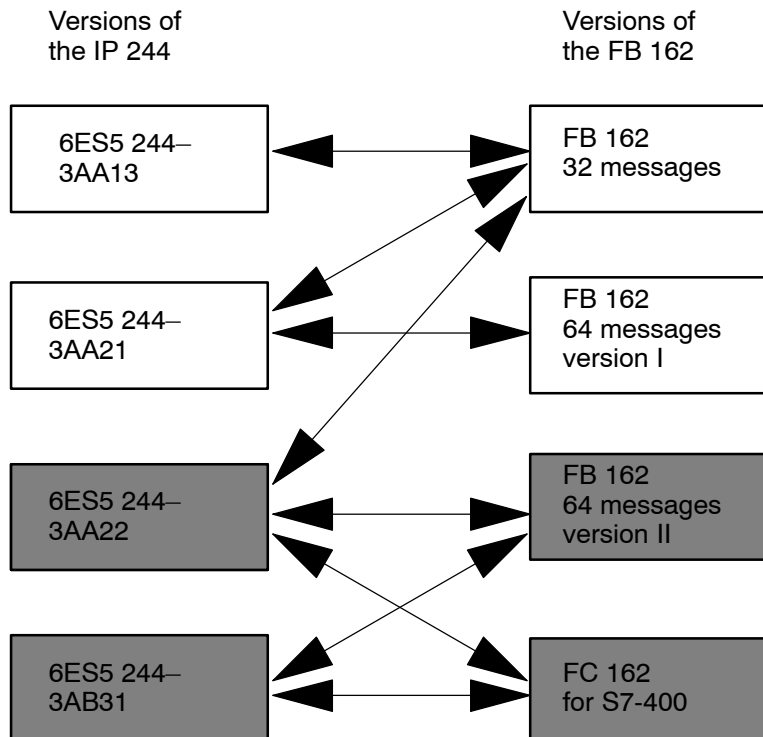 Versions of
the IP 244
Versions of
the FB 162
6ES5 244–
3AA13
FB 162
32 messages
6ES5 244–
3AA21
FB 162
64 messages
version I
6ES5 244–
3AA22
FB 162
64 messages
version II
6ES5 244–
3AB31
FC 162
for S7-400